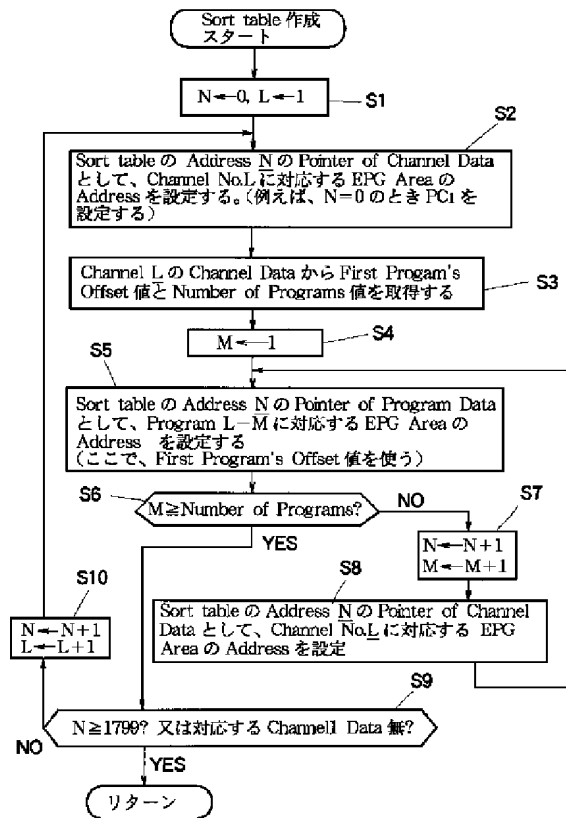 Sort table 作成
スタート
N←0, L←1
S1
S2
Sort table の Address N の Pointer of Channel Data
として、Channel No.L に対応する EPG Area の
Address を設定する。(例えば、N=0のとき PC1 を
設定する)
Channel L の Channel Data から First Progam's
Offset 値と Number of Programs 値を取得する
S3
M←1
S4
S5
Sort table の Address N の Pointer of Program Data
として、Program L-M に対応する EPG Area の
Address を設定する
(ここで、First Program's Offset 値を使う)
S6
M≧Number of Programs?
NO
YES
S7
N←N+1
M←M+1
S8
Sort table の Address N の Pointer of Channel
Data として、Channel No.L に対応する EPG
Area の Address を設定
S10
N←N+1
L←L+1
S9
N≧1799? 又は対応する Channel1 Data 無?
NO
YES
リターン